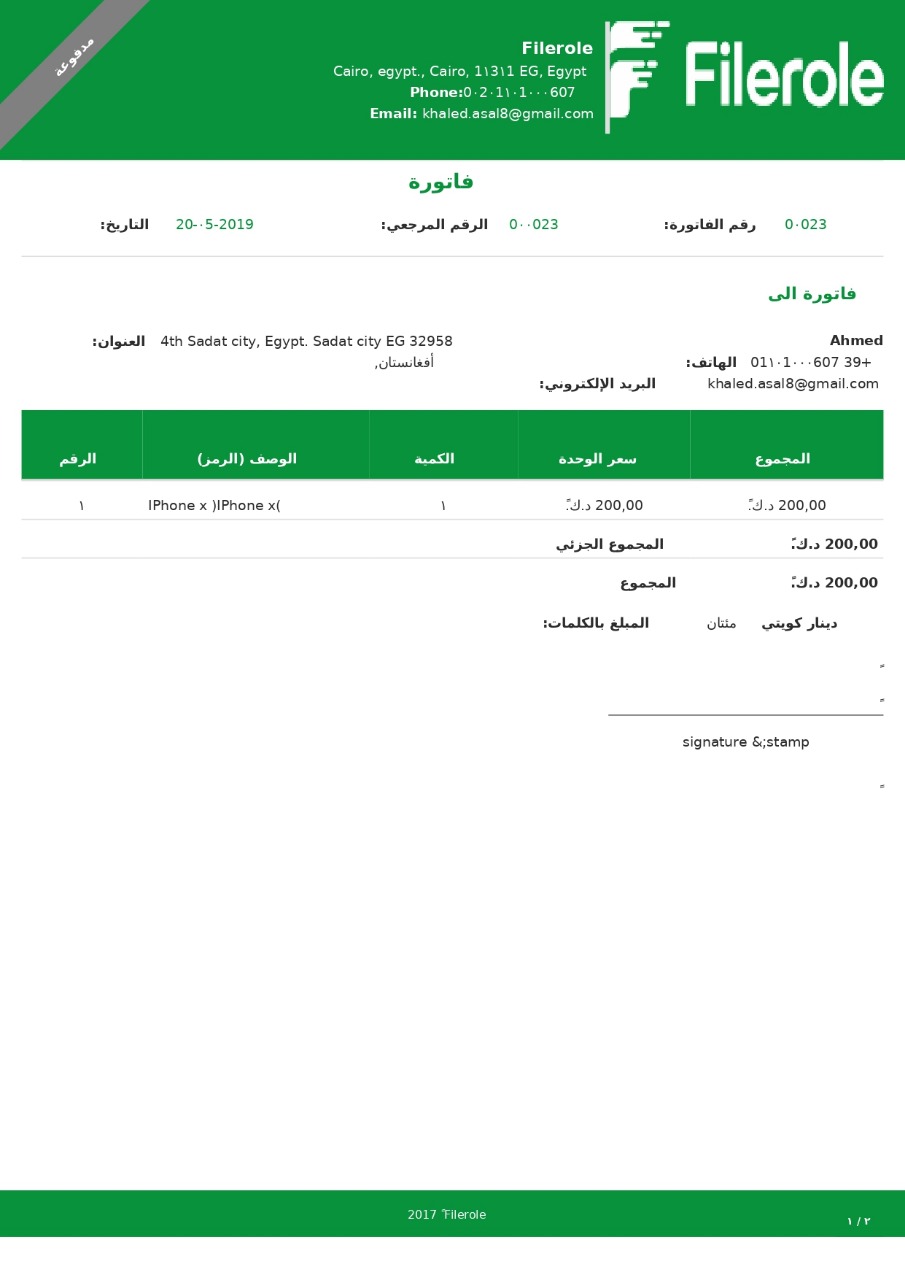 مدفوعة
Filerole
Filerole
Cairo, egypt., Cairo, 1١3١1 EG, Egypt
Phone:0٠2٠1١٠1٠٠٠607
Email: khaled.asal8@gmail.com
فاتورة
رقم الفاتورة: 0٠023 الرقم المرجعي: 0٠٠023 التاريخ: 20-٠5-2019
فاتورة الى
Ahmed
العنوان: 4th Sadat city, Egypt. Sadat city EG 32958
أفغانستان,
الهاتف: 01١٠1٠٠٠607 39+
البريد الإلكتروني: khaled.asal8@gmail.com
الرقم الوصف (الرمز) الكمية سعر الوحدة المجموع
١ IPhone x )IPhone x( ١ 200,00 د.ك.ً 200,00 د.ك.ً
المجموع الجزئي 200,00 د.ك.ً
المجموع 200,00 د.ك.ً
المبلغ بالكلمات: مئتان دينار كويتي
signature &;stamp
2017 Filerole
١ / ٢